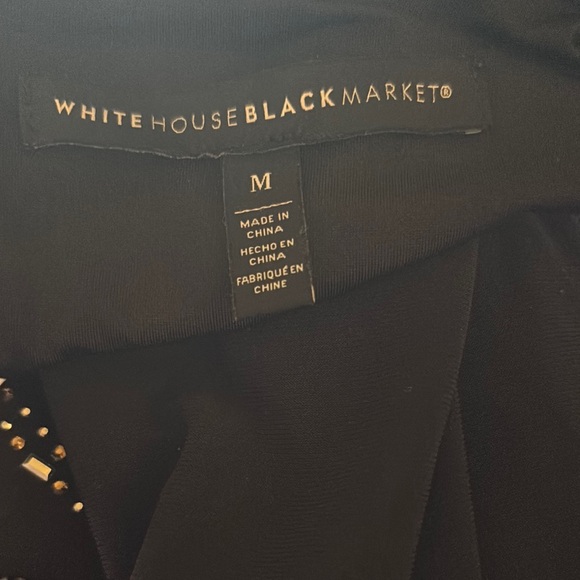 WHITE HOUSE BLACK MARKET®
M
MADE IN
CHINA
HECHO EN
CHINA
FABRIQUÉ EN
CHINE